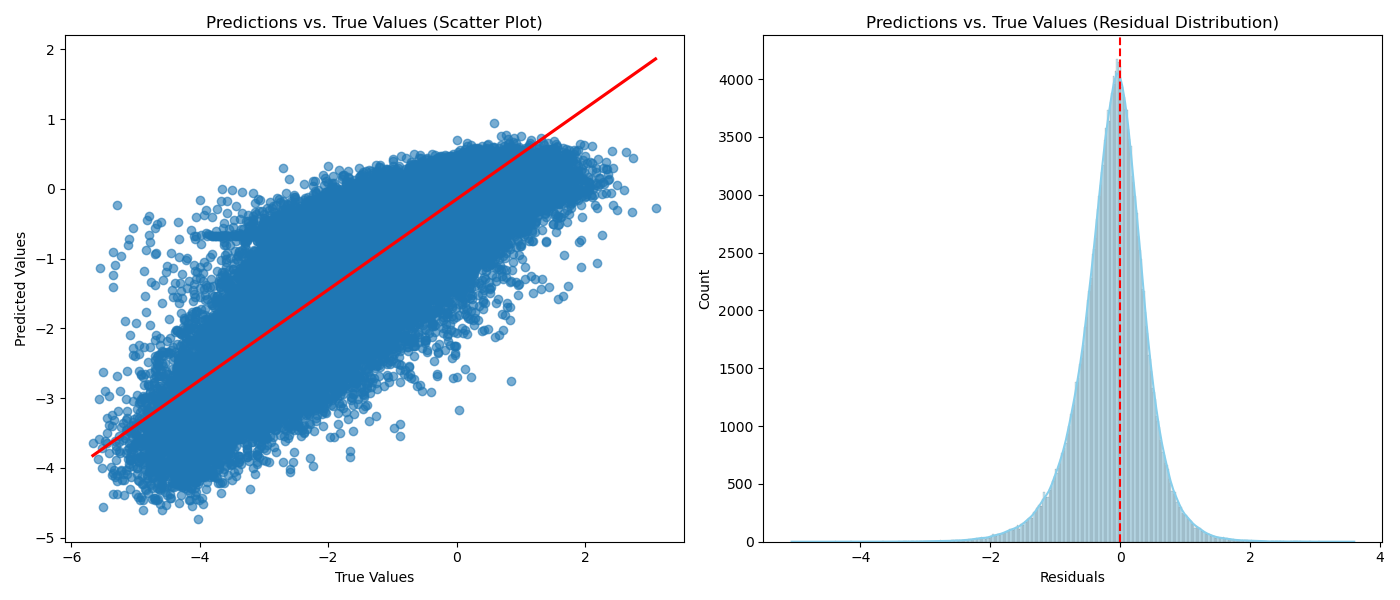 Predictions vs. True Values (Scatter Plot)
2
1
0
−1
−2
−3
−4
−5
Predicted Values
−6 −4 −2 0 2
True Values
Predictions vs. True Values (Residual Distribution)
4000
3500
3000
2500
2000
1500
1000
500
0
Count
−4 −2 0 2 4
Residuals